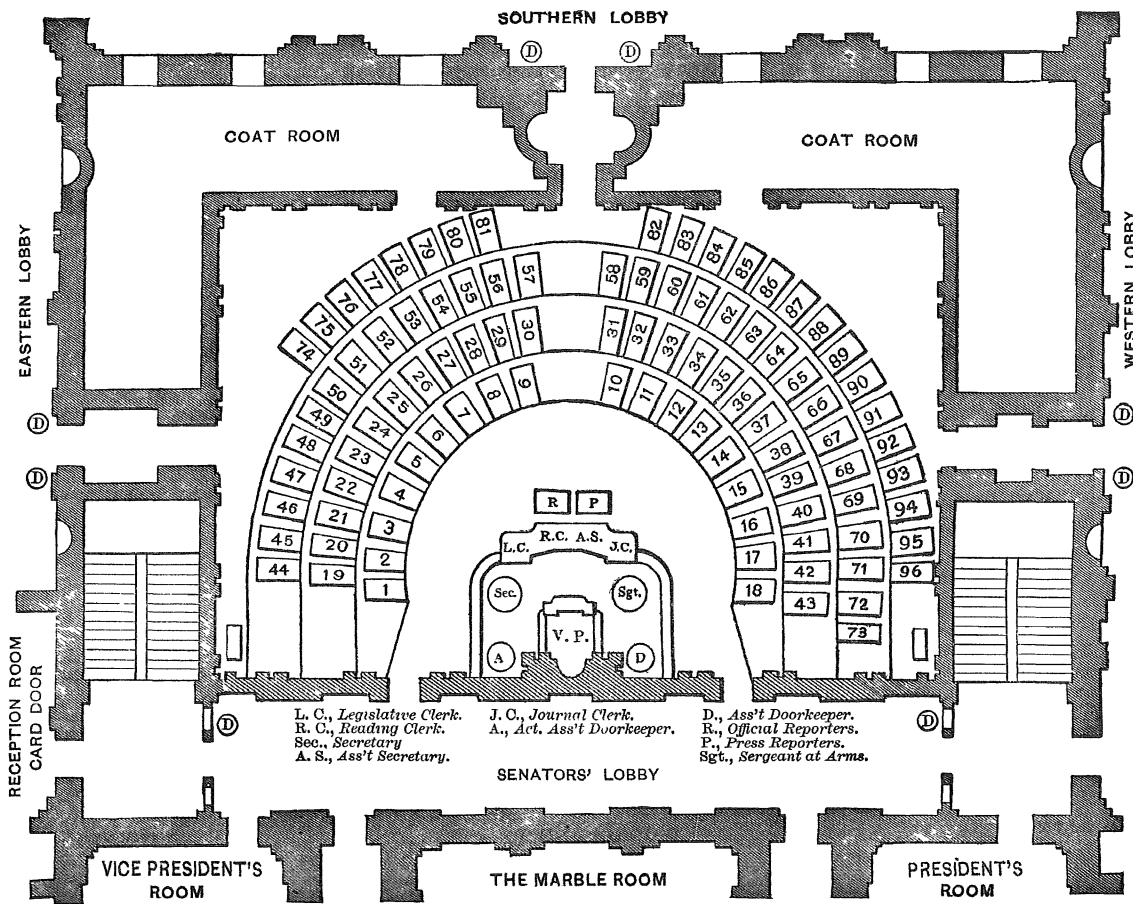 SOUTHERN LOBBY
D D
COAT ROOM
COAT ROOM
EASTERN LOBBY
WESTERN LOBBY
D
D
D
D
74 75 76 77 78 79 80 81
82 83 84 85 86 87 88 89 90 91 92 93 94 95 96
44 45 46 47 48 49 50 51 52 53 54 55 56 57
58 59 60 61 62 63 64 65 66 67 68 69 70 71 72 73
19 20 21 22 23 24 25 26 27 28 29 30
31 32 33 34 35 36 37 38 39 40 41 42 43
1 2 3 4 5 6 7 8 9
10 11 12 13 14 15 16 17 18
R P
L.C. R.C. A.S. J.C.
Sec. Sgt.
V. P.
A D
RECEPTION ROOM
CARD DOOR
D
D
L. C., Legislative Clerk.
R. C., Reading Clerk.
Sec., Secretary
A. S., Ass't Secretary.
J. C., Journal Clerk.
A., Act. Ass't Doorkeeper.
D., Ass't Doorkeeper.
R., Official Reporters.
P., Press Reporters.
Sgt., Sergeant at Arms.
SENATORS' LOBBY
VICE PRESIDENT'S
ROOM
THE MARBLE ROOM
PRESIDENT'S
ROOM